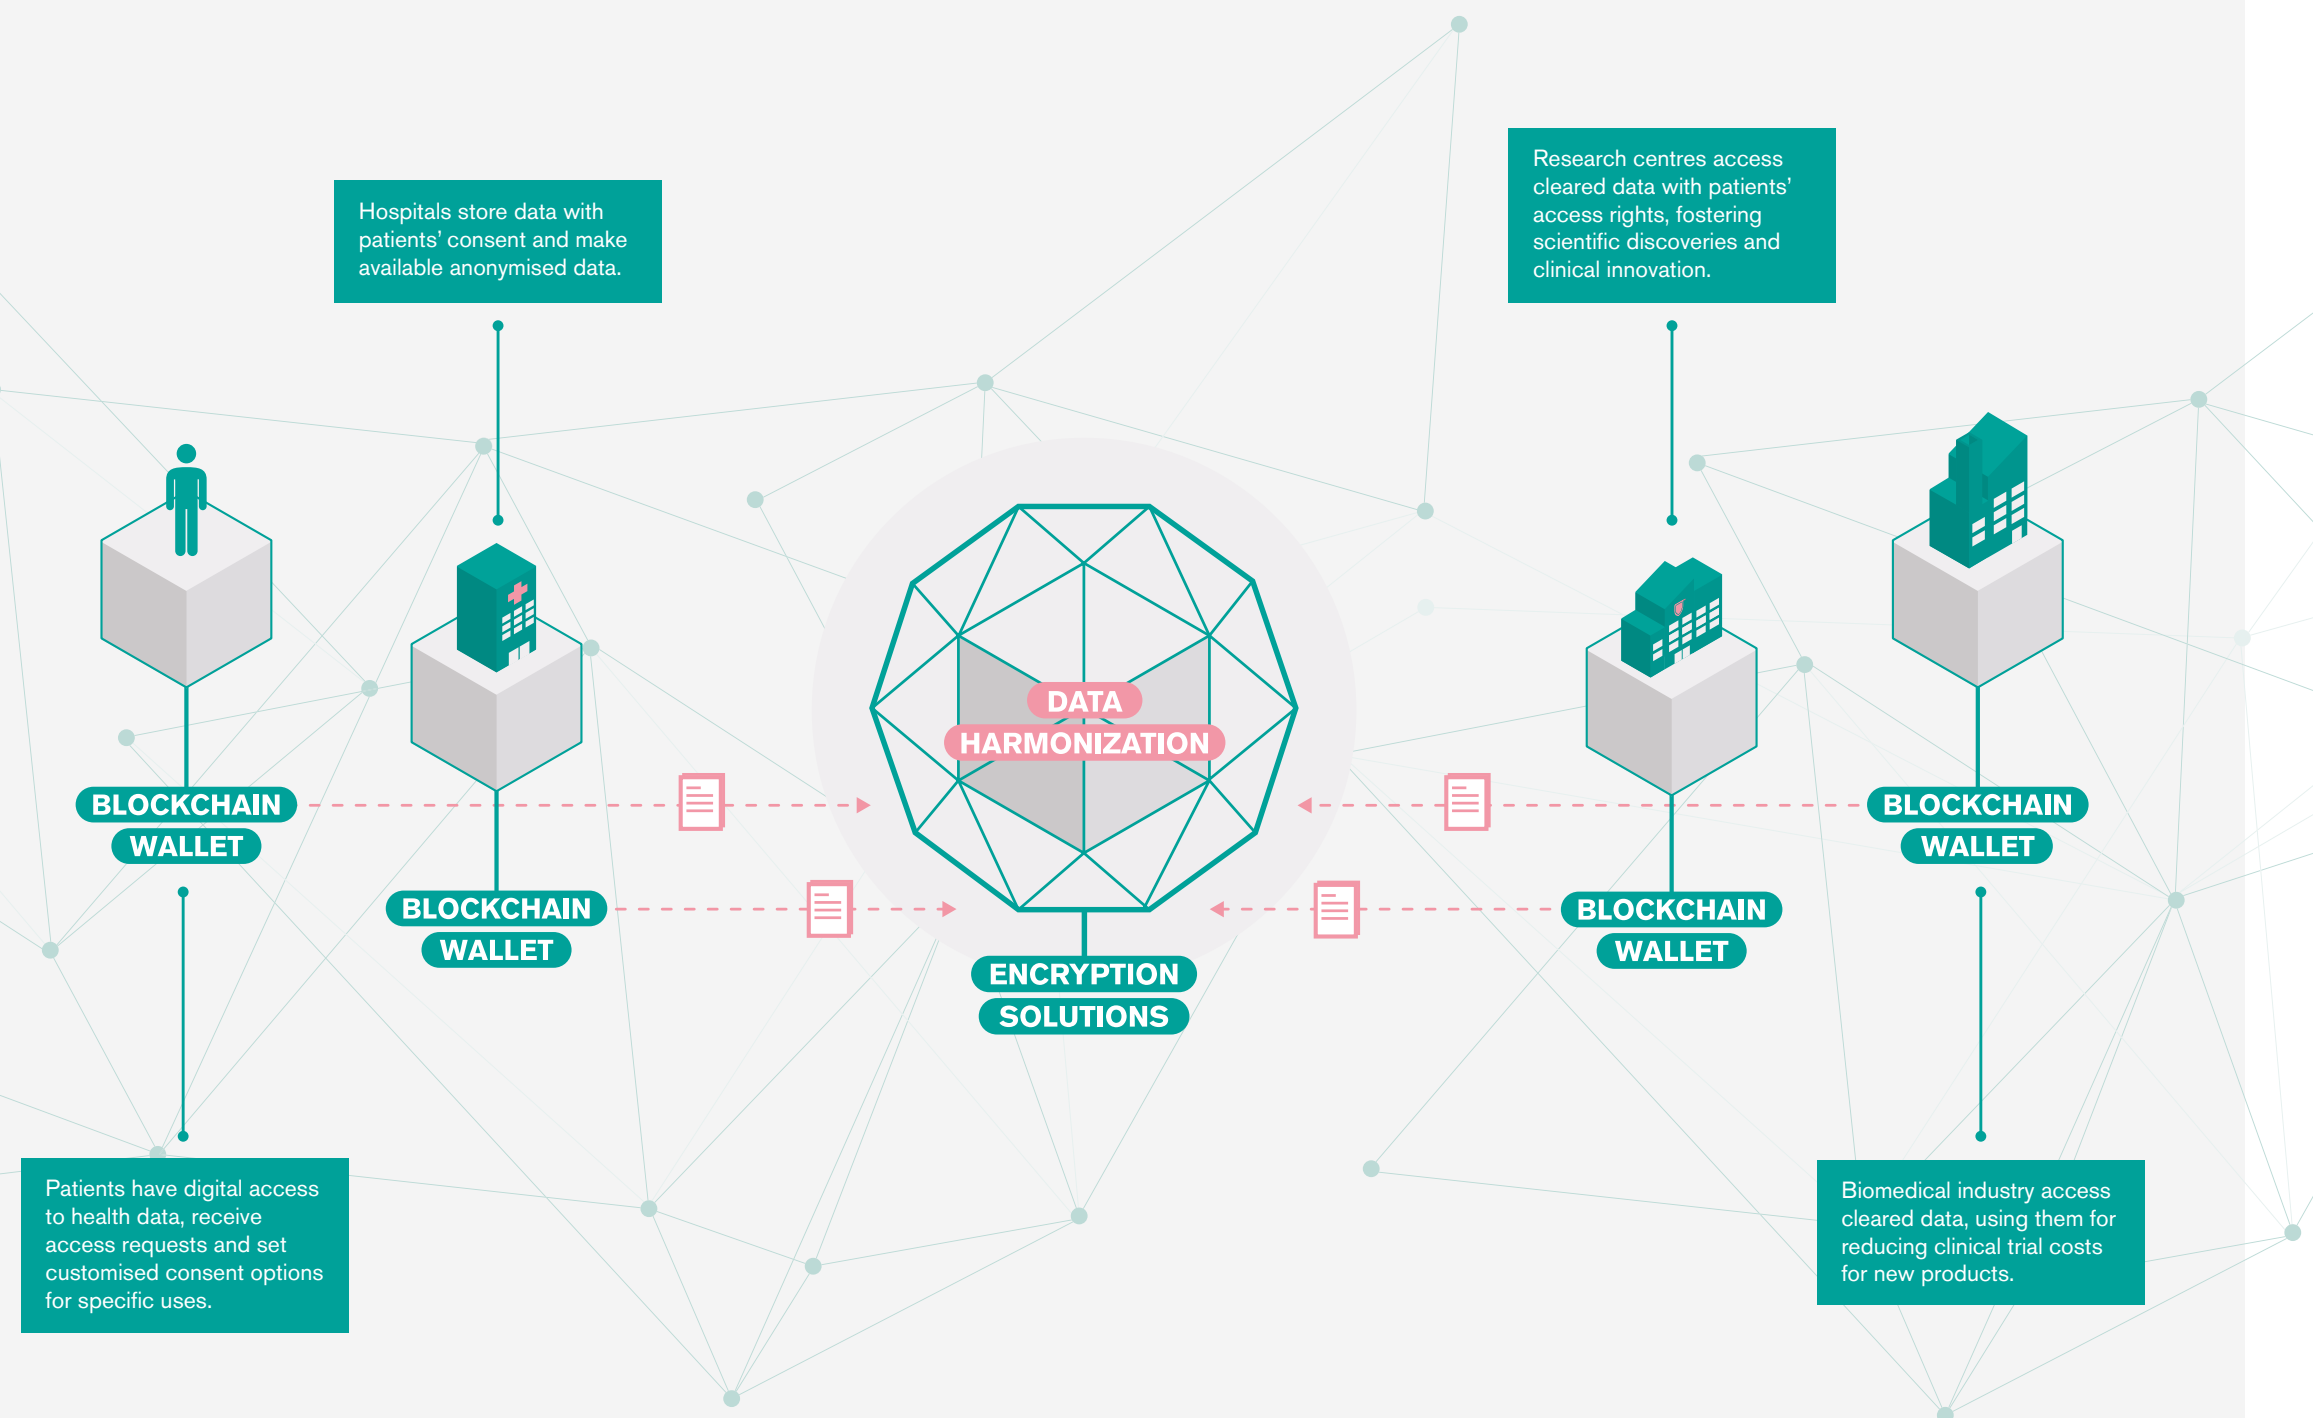 Hospitals store data with
patients’ consent and make
available anonymised data.
Research centres access
cleared data with patients’
access rights, fostering
scientific discoveries and
clinical innovation.
DATA
HARMONIZATION
BLOCKCHAIN
WALLET
BLOCKCHAIN
WALLET
ENCRYPTION
SOLUTIONS
BLOCKCHAIN
WALLET
BLOCKCHAIN
WALLET
Patients have digital access
to health data, receive
access requests and set
customised consent options
for specific uses.
Biomedical industry access
cleared data, using them for
reducing clinical trial costs
for new products.